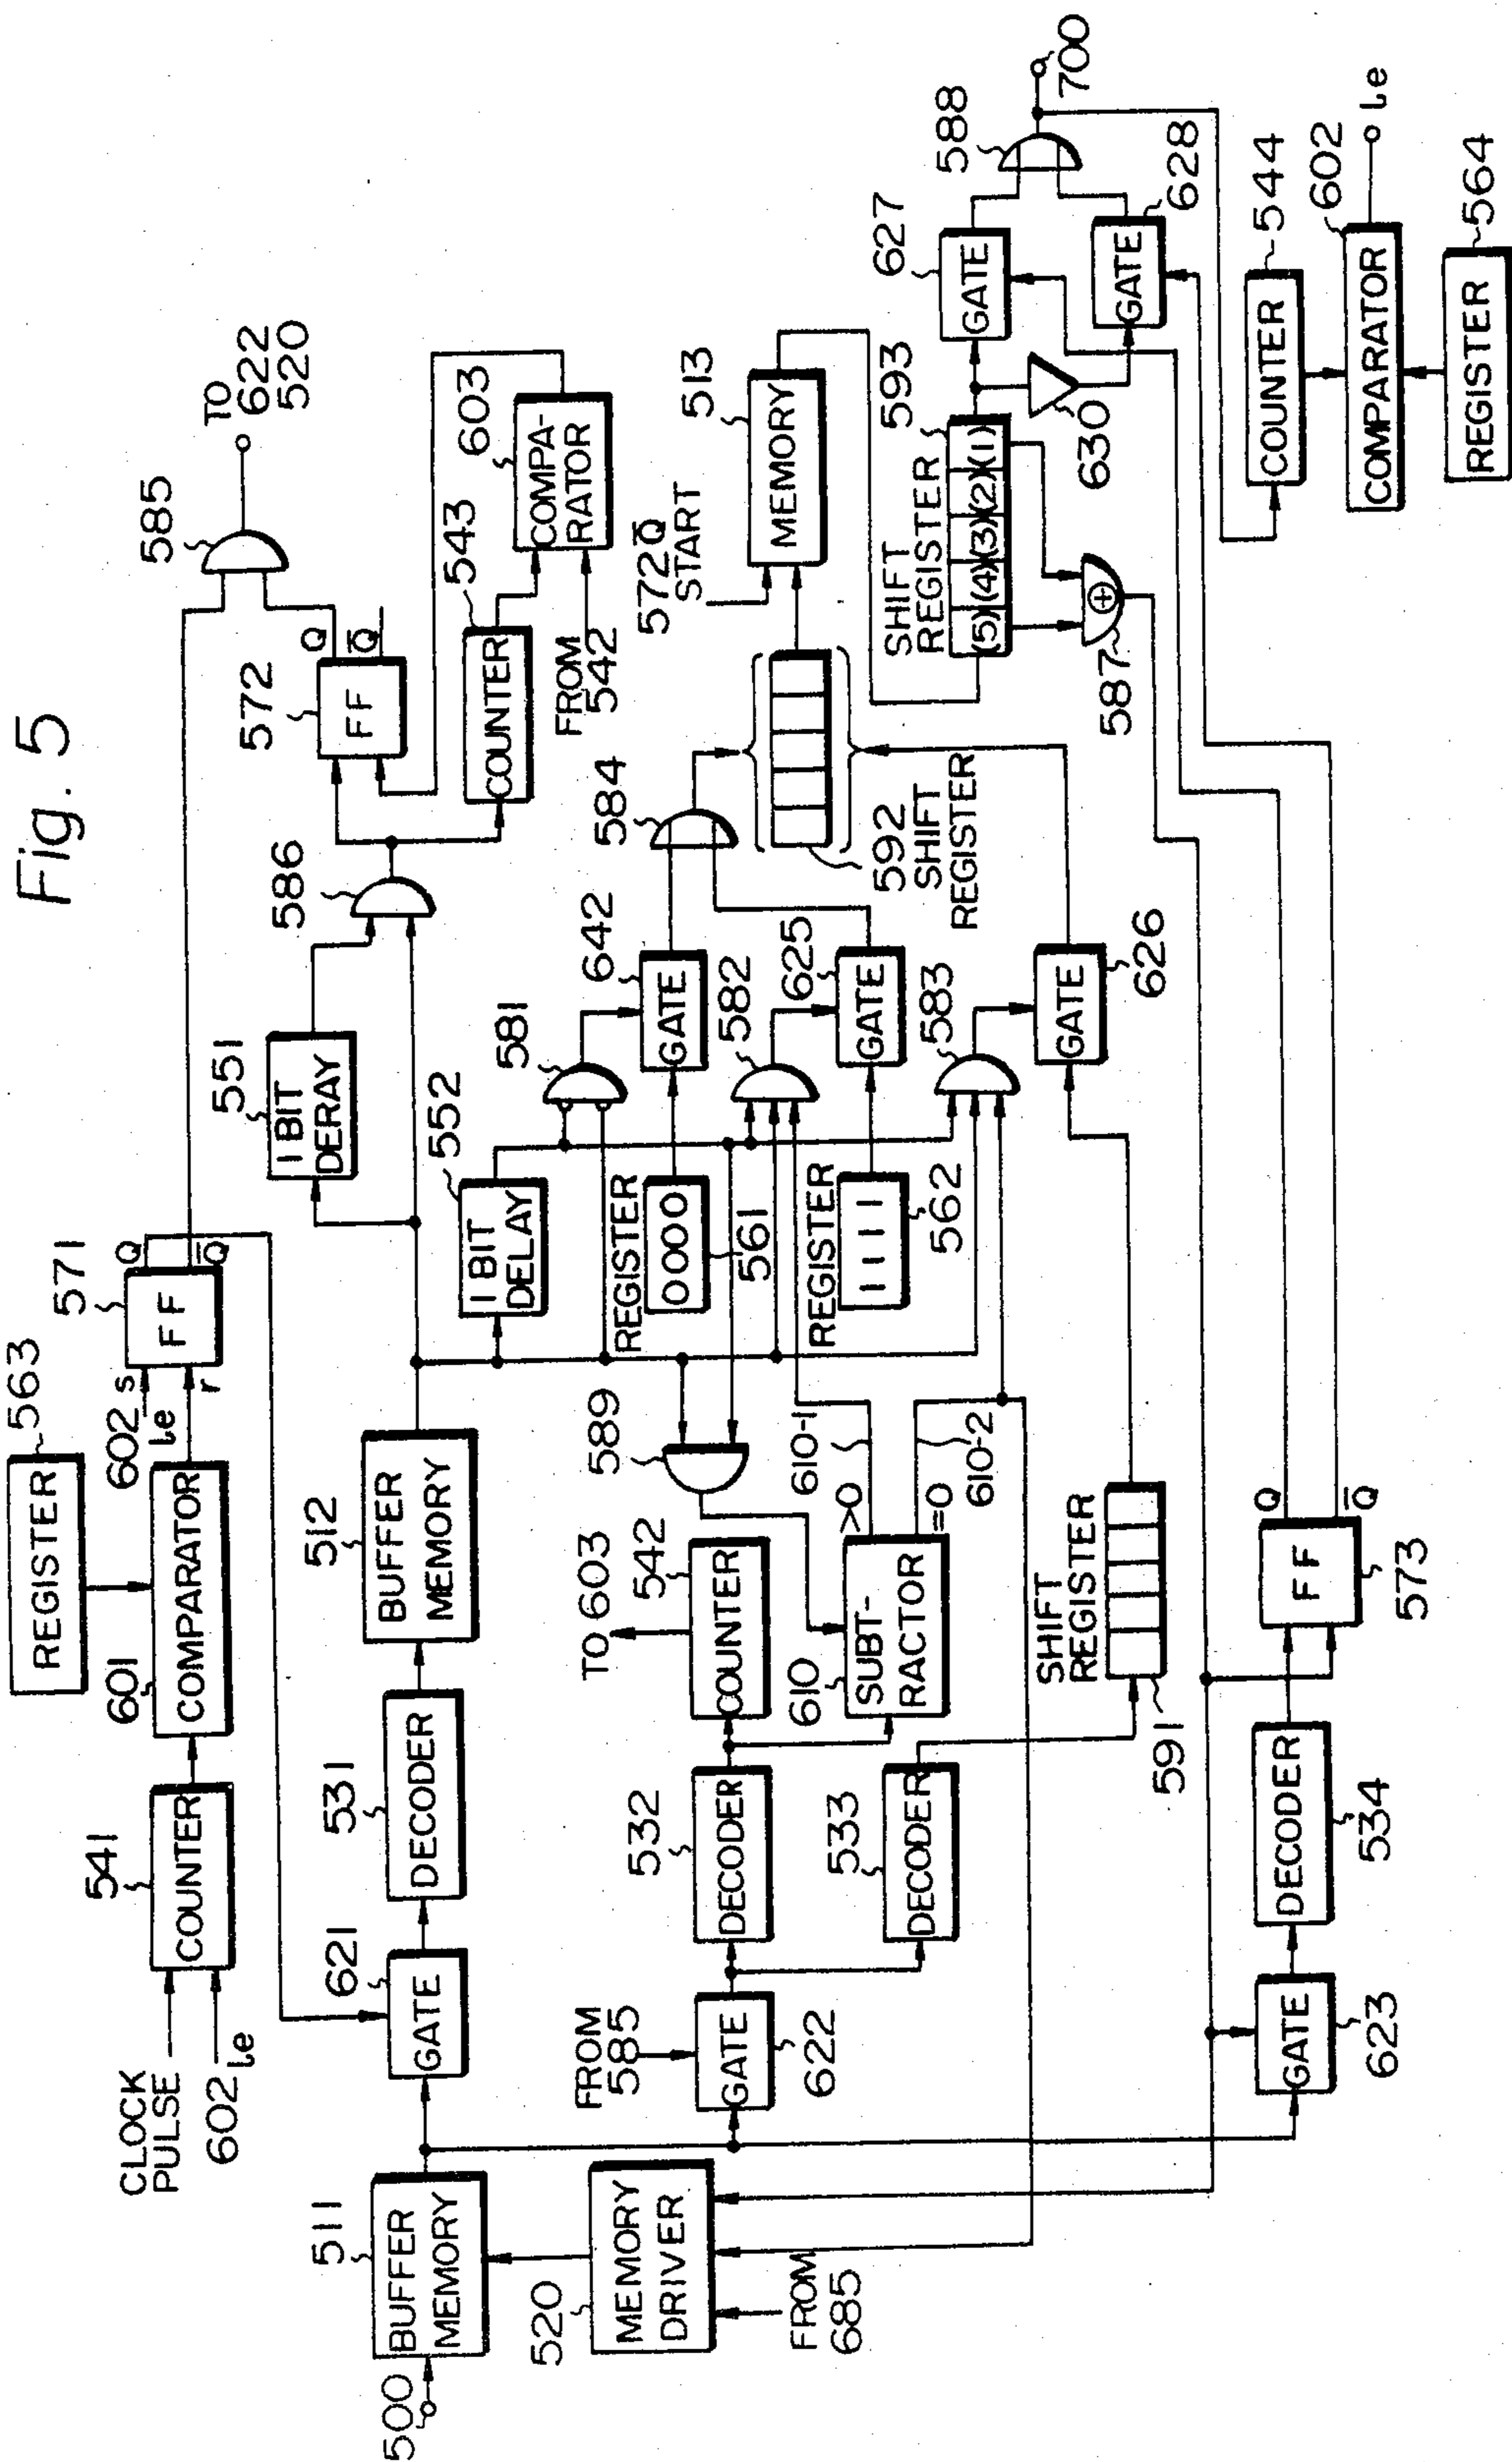 Fig. 5
CLOCK
PULSE
602 le
541
COUNTER
601
COMPARATOR
REGISTER
563
602 le
s
r
571
FF
Q
Q̅
585
TO
622
520
500
511
BUFFER
MEMORY
621
GATE
531
DECODER
512
BUFFER
MEMORY
551
1 BIT
DERAY
586
572
FF
Q
Q̅
543
COUNTER
603
COMPA-
RATOR
FROM
542
520
MEMORY
DRIVER
FROM
685
FROM
585
GATE
622
532
DECODER
533
DECODER
TO 603
542
COUNTER
610
SUBT-
RACTOR
>0
=0
610-1
610-2
589
552
1 BIT
DELAY
REGISTER
0000
561
REGISTER
1111
562
581
582
583
642
GATE
625
GATE
GATE
626
584
592
SHIFT
REGISTER
572Q̅
START
MEMORY
513
SHIFT
REGISTER
593
(5)(4)(3)(2)(1)
587
630
627
GATE
GATE
628
588
700
SHIFT
REGISTER
591
GATE
623
DECODER
534
FF
573
Q
Q̅
COUNTER
544
COMPARATOR
602
le
REGISTER
564